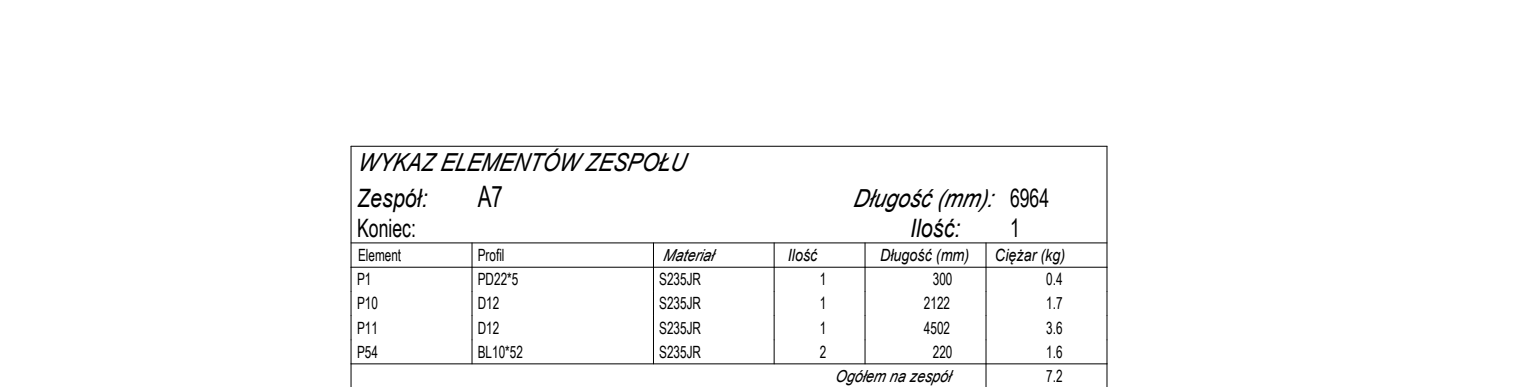 WYKAZ ELEMENTÓW ZESPOŁU
Zespół: A7 Długość (mm): 6964
Koniec: Ilość: 1
Element Profil Materiał Ilość Długość (mm) Ciężar (kg)
P1 PD22*5 S235JR 1 300 0.4
P10 D12 S235JR 1 2122 1.7
P11 D12 S235JR 1 4502 3.6
P54 BL10*52 S235JR 2 220 1.6
Ogółem na zespół 7.2